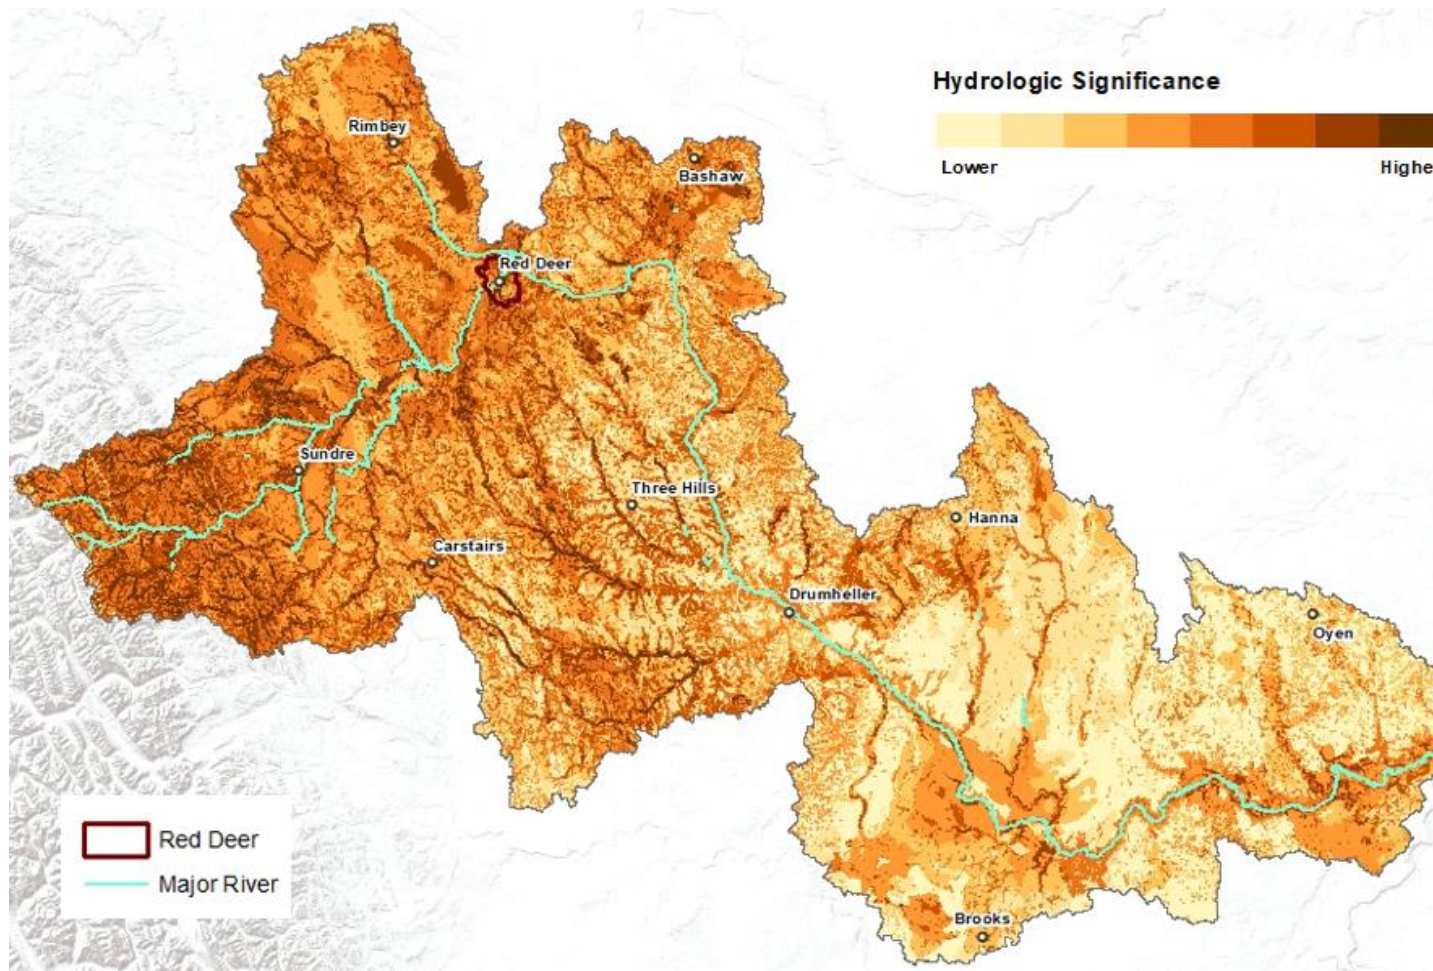 Hydrologic Significance
Lower
Highe
Rimbey
Bashaw
Red Deer
Sundre
Three Hills
Hanna
Carstairs
Drumheller
Oyen
Brooks
Red Deer
Major River